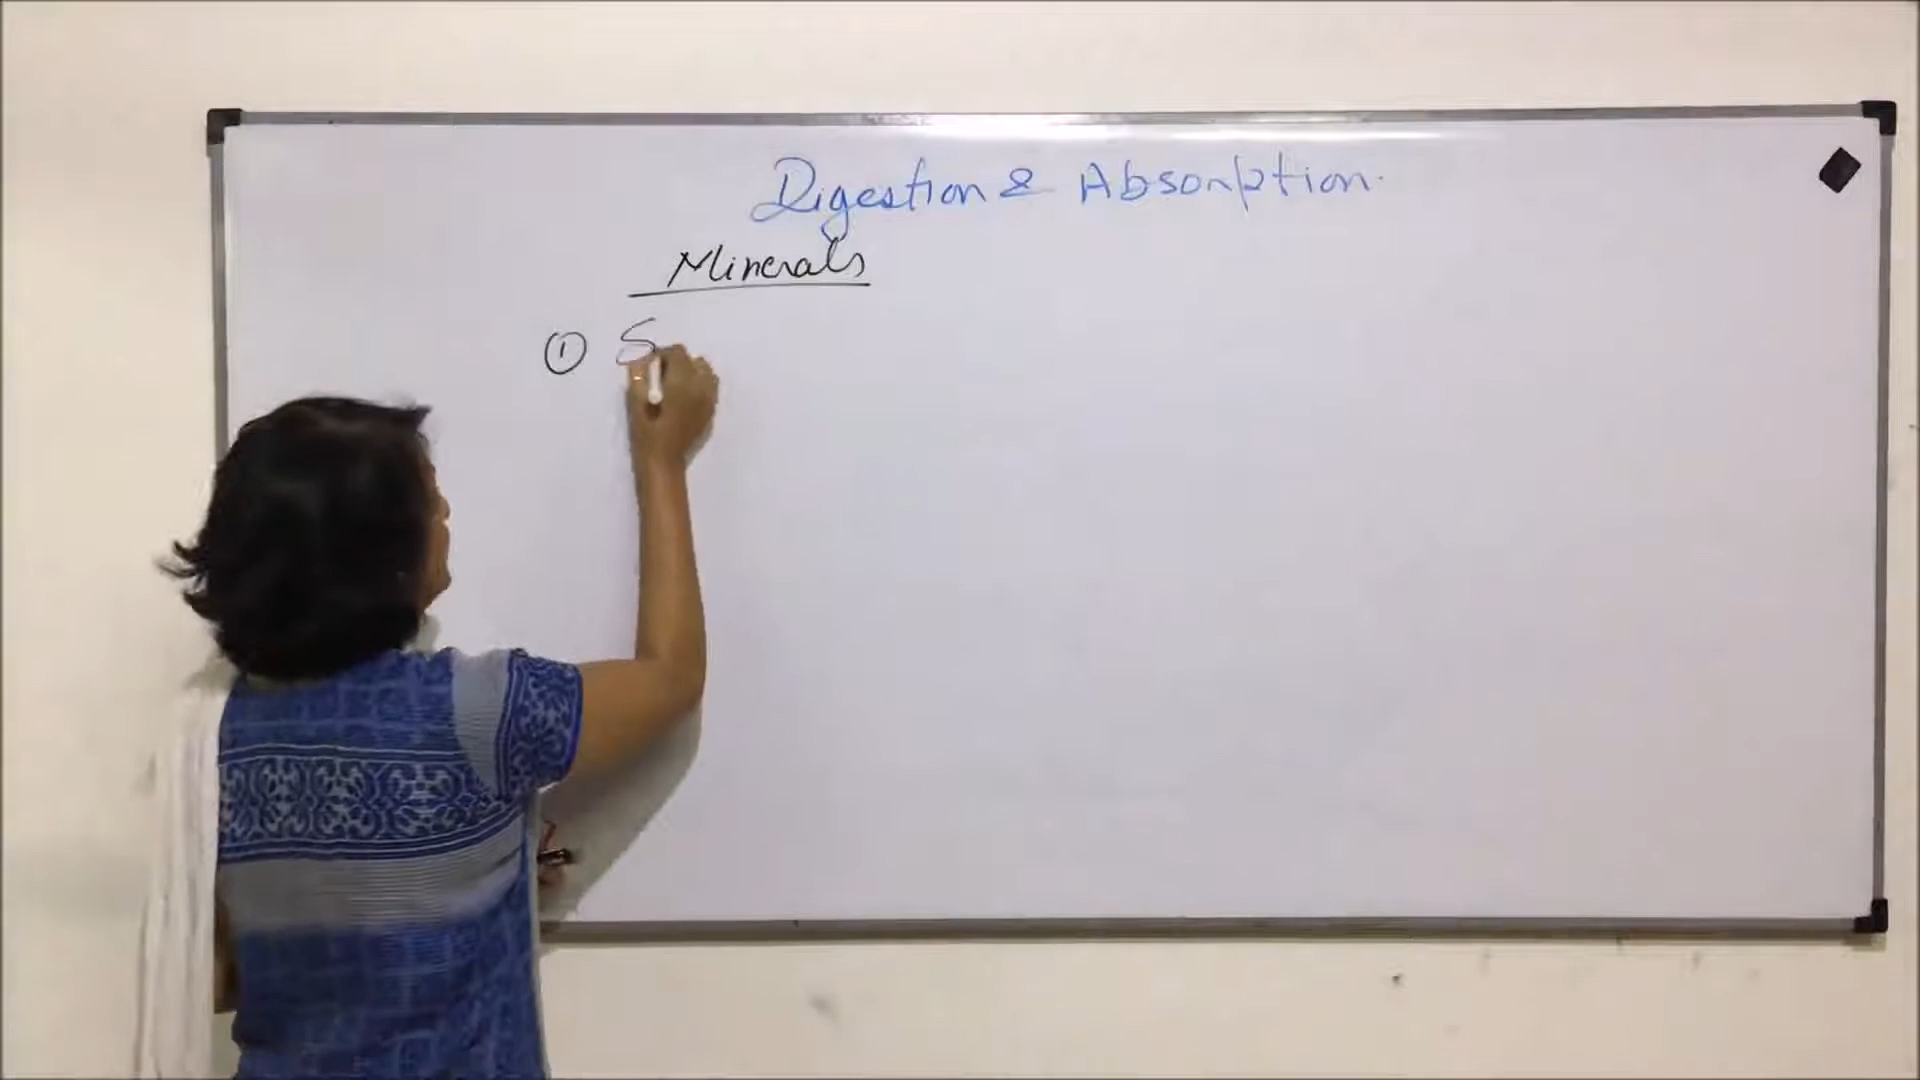 Digestion & Absorption.
Minerals
① S